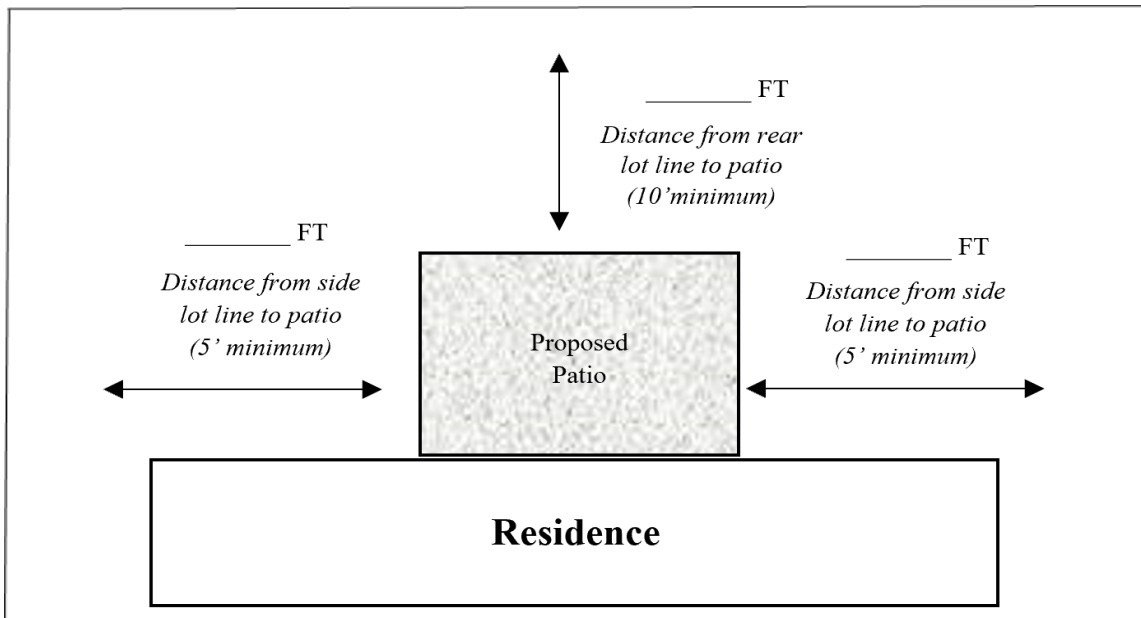 ________ FT
Distance from rear
lot line to patio
(10’minimum)
________ FT
Distance from side
lot line to patio
(5’ minimum)
________ FT
Distance from side
lot line to patio
(5’ minimum)
Proposed
Patio
Residence